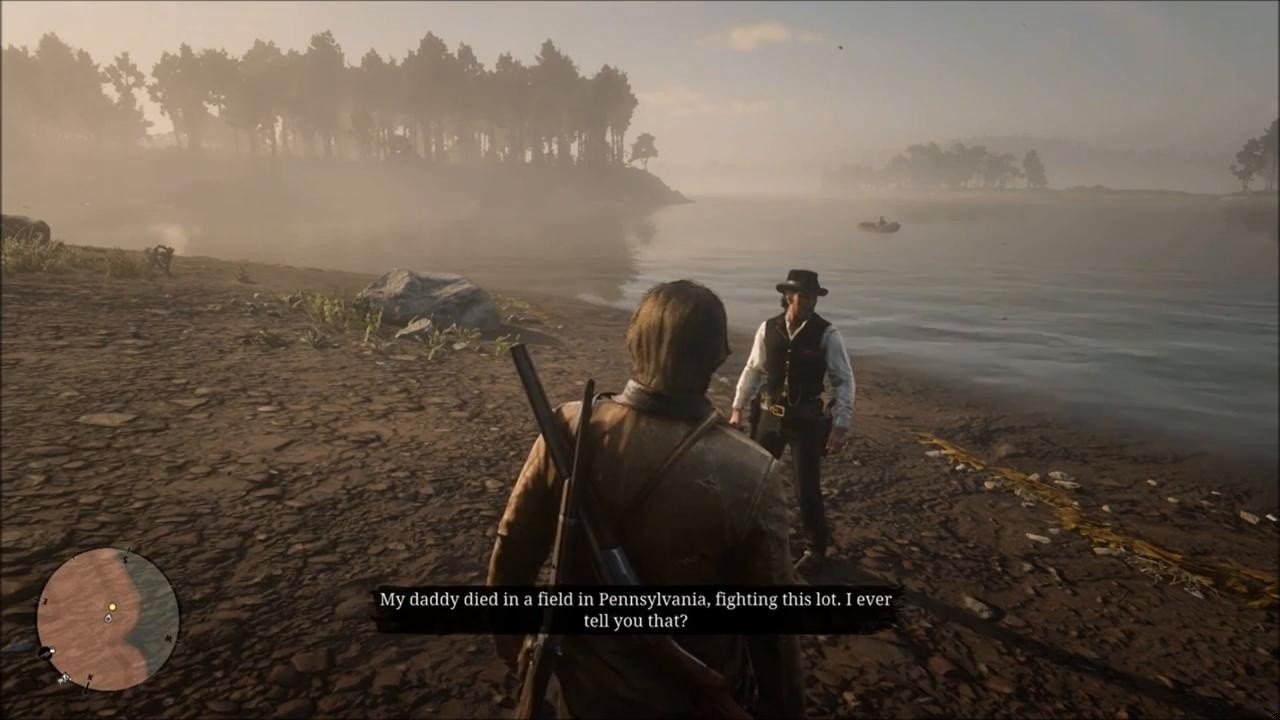 My daddy died in a field in Pennsylvania, fighting this lot. I ever
tell you that?